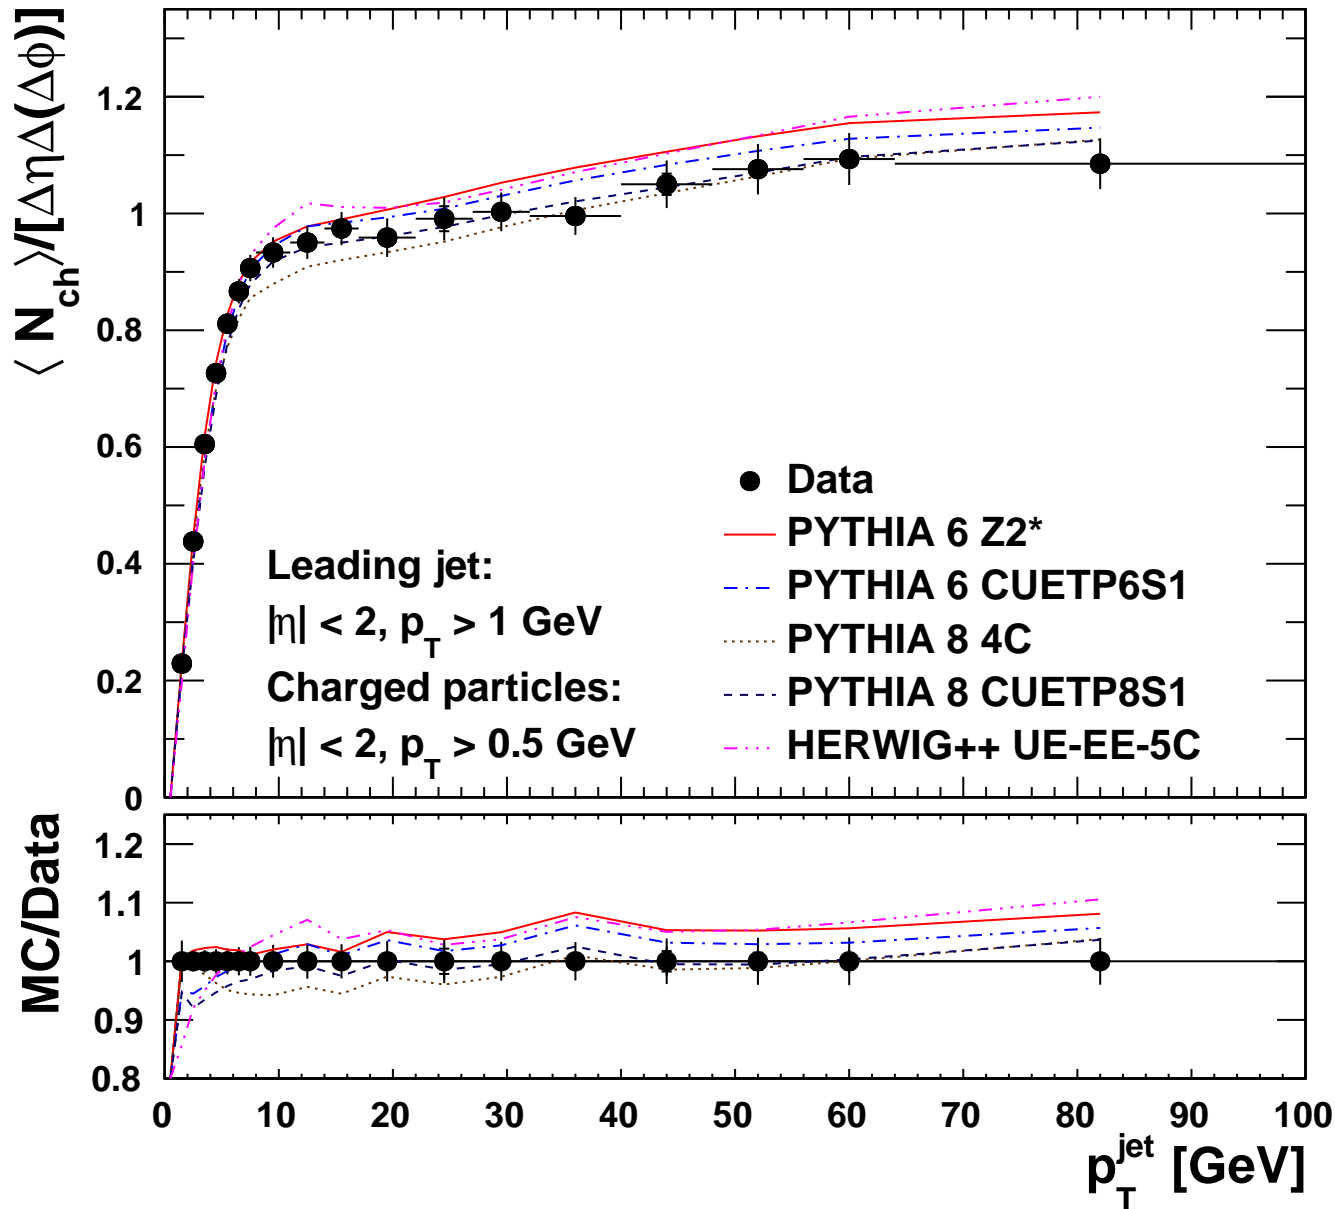 ⟨ N_ch ⟩/[ΔηΔ(Δϕ)]
1.2
1
0.8
0.6
0.4
0.2
0
Data
PYTHIA 6 Z2*
PYTHIA 6 CUETP6S1
PYTHIA 8 4C
PYTHIA 8 CUETP8S1
HERWIG++ UE-EE-5C
Leading jet:
|η| < 2, p_T > 1 GeV
Charged particles:
|η| < 2, p_T > 0.5 GeV
MC/Data
1.2
1.1
1
0.9
0.8
0 10 20 30 40 50 60 70 80 90 100
p_T^jet [GeV]